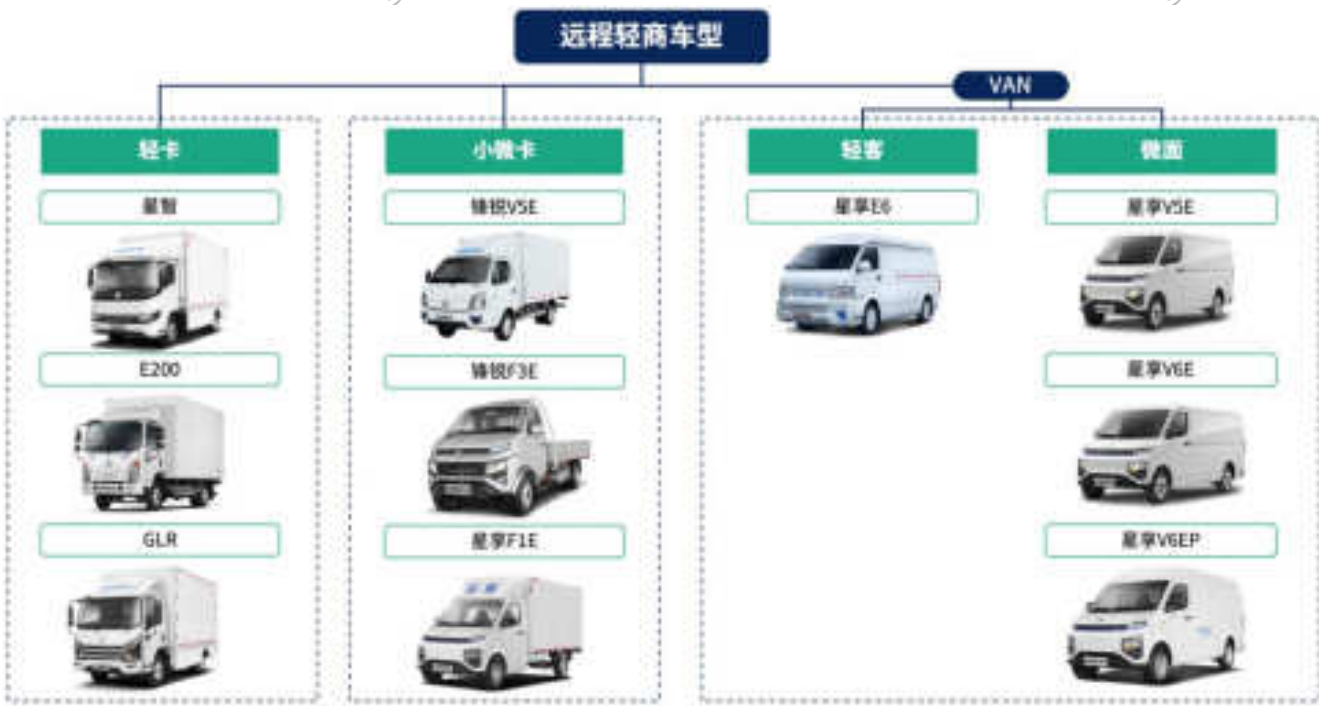 远程轻商车型
VAN
轻卡
星智
E200
GLR
小微卡
锋锐V5E
锋锐F3E
星享F1E
轻客
星享E6
微面
星享V5E
星享V6E
星享V6EP